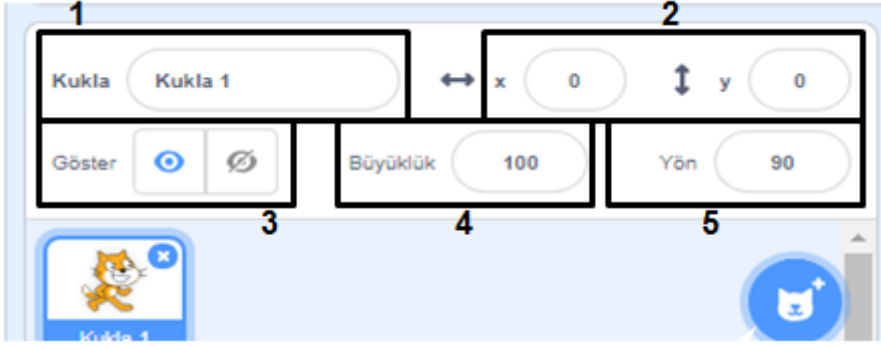 1 2
Kukla Kukla 1 x 0 y 0
Göster Büyüklük 100 Yön 90
3 4 5
Kukla 1